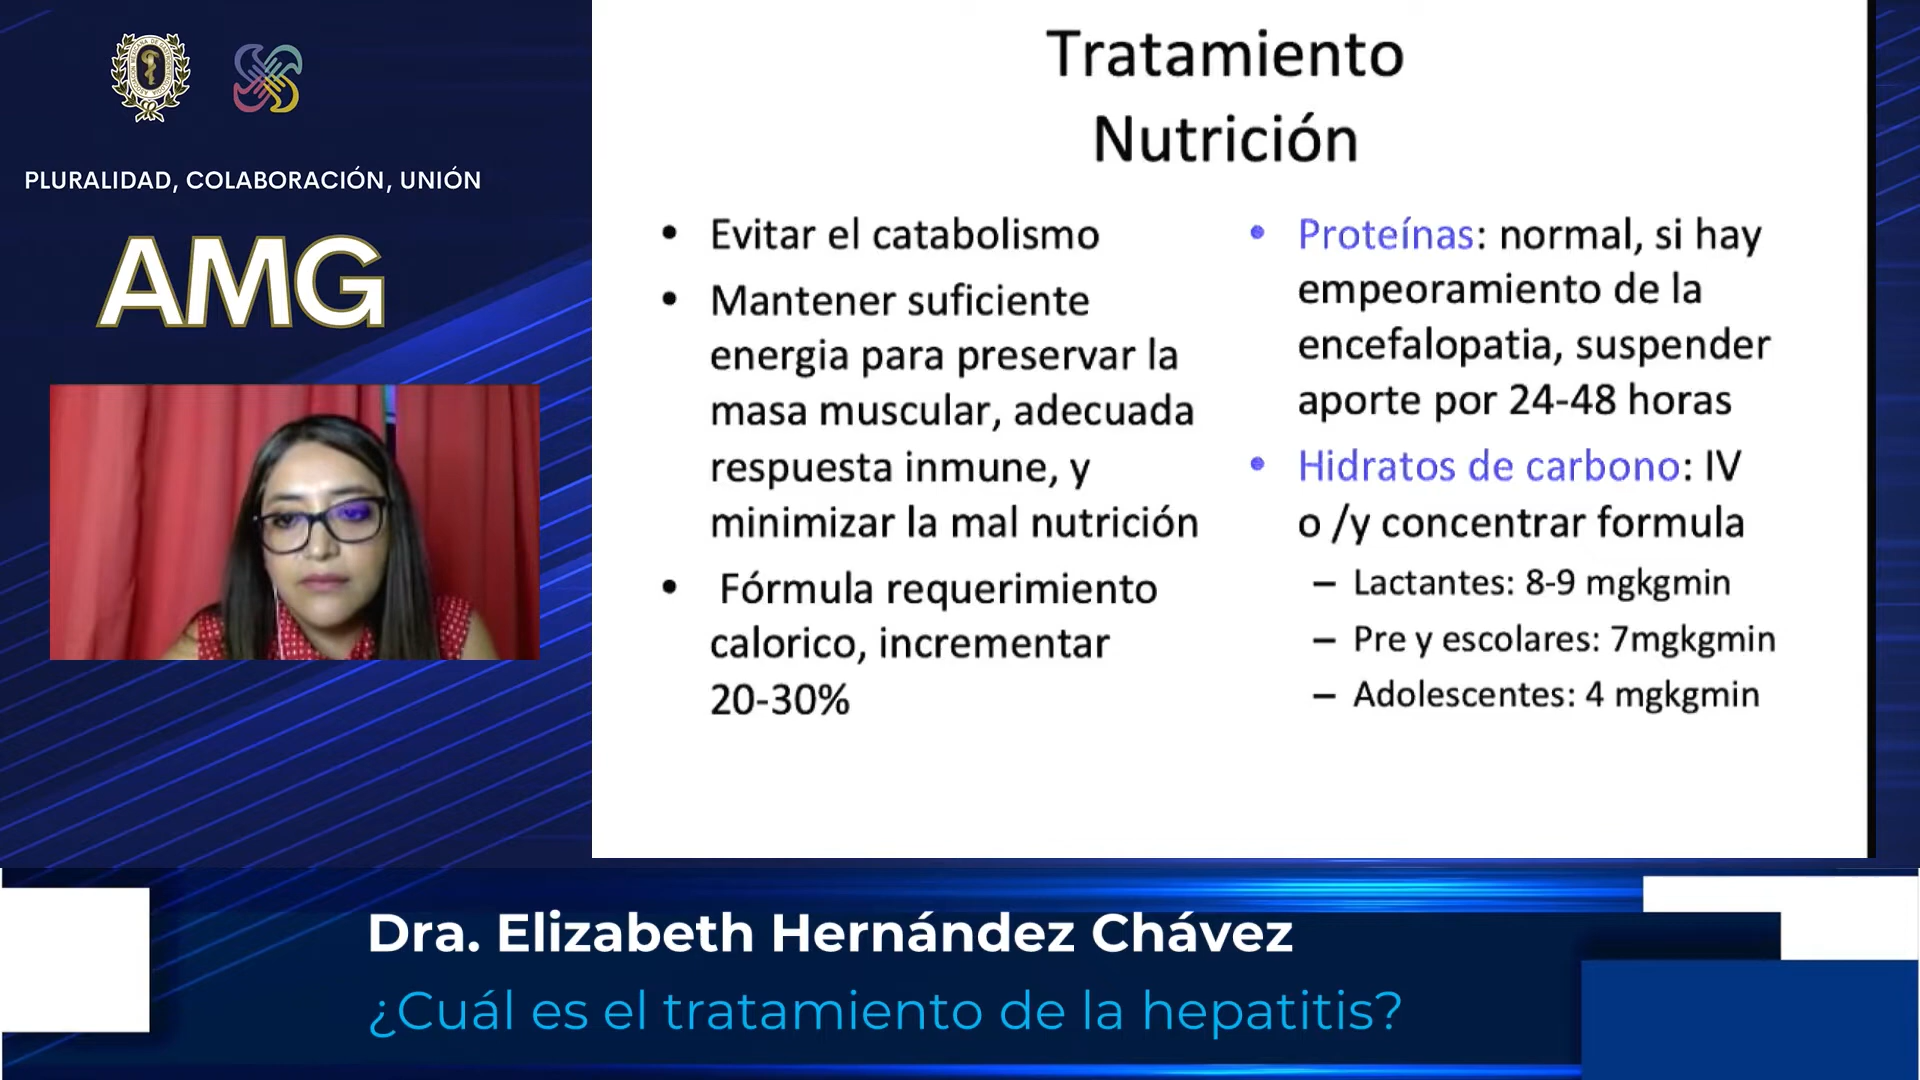 PLURALIDAD, COLABORACIÓN, UNIÓN
AMG
Tratamiento
Nutrición
• Evitar el catabolismo
• Mantener suficiente
energia para preservar la
masa muscular, adecuada
respuesta inmune, y
minimizar la mal nutrición
• Fórmula requerimiento
calorico, incrementar
20-30%
• Proteínas: normal, si hay
empeoramiento de la
encefalopatia, suspender
aporte por 24-48 horas
• Hidratos de carbono: IV
o /y concentrar formula
– Lactantes: 8-9 mgkgmin
– Pre y escolares: 7mgkgmin
– Adolescentes: 4 mgkgmin
Dra. Elizabeth Hernández Chávez
¿Cuál es el tratamiento de la hepatitis?